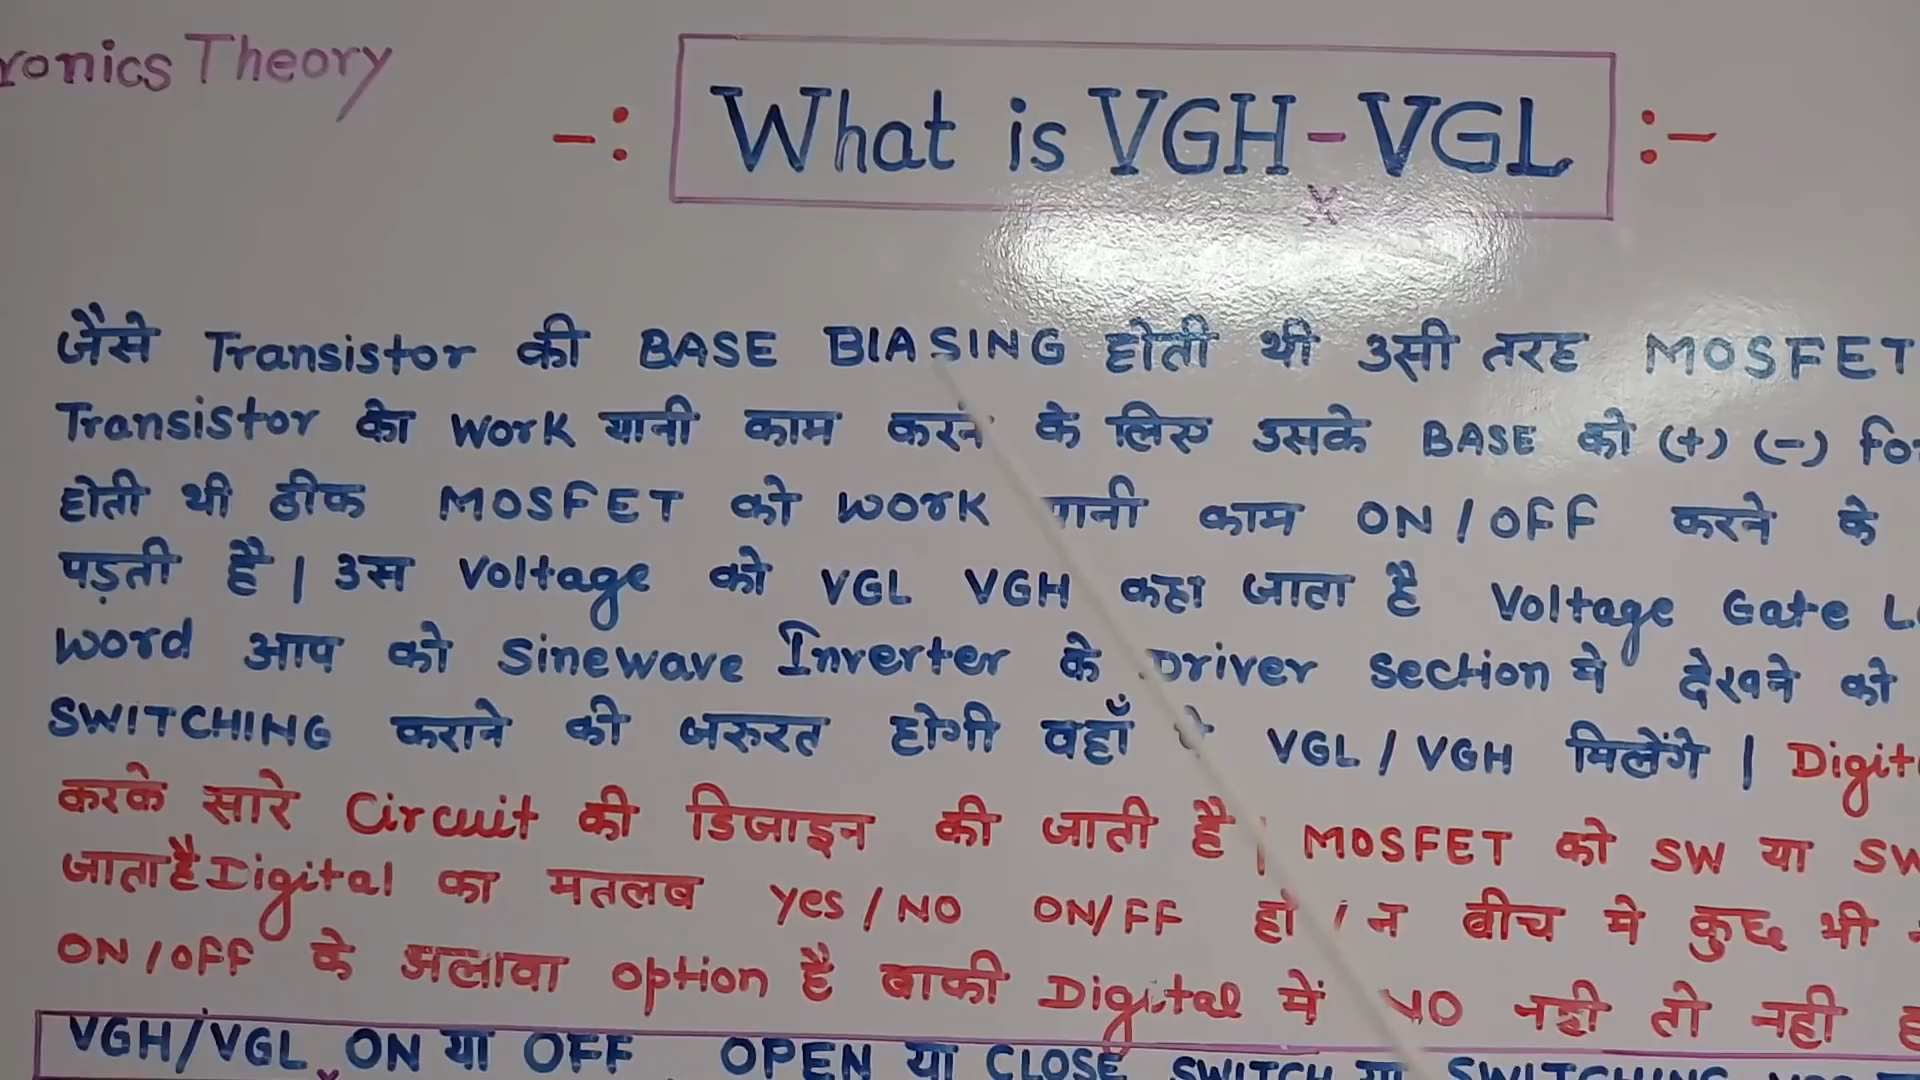 ronics Theory
-: What is VGH-VGL :-
जैसे Transistor की BASE BIASING होती थी उसी तरह MOSFET
Transistor को work यानी काम करने के लिए उसके BASE को (+) (-) fo
होती थी ठीक MOSFET को work यानी काम ON/OFF करने के
पड़ती है | उस voltage को VGL VGH कहा जाता है Voltage Gate L
word आप को Sinewave Inverter के Driver section मे देखने को
SWITCHING कराने की जरुरत होगी वहाँ VGL/VGH मिलेंगे | Digit
करके सारे Circuit की डिजाइन की जाती है | MOSFET को SW या SW
जाता है Digital का मतलब Yes/NO ON/FF हो / न बीच मे कुछ भी
ON/OFF के अलावा option है बाकी Digital में NO नही तो नही
VGH/VGL ON या OFF OPEN या CLOSE SWITCH या SWITCHING